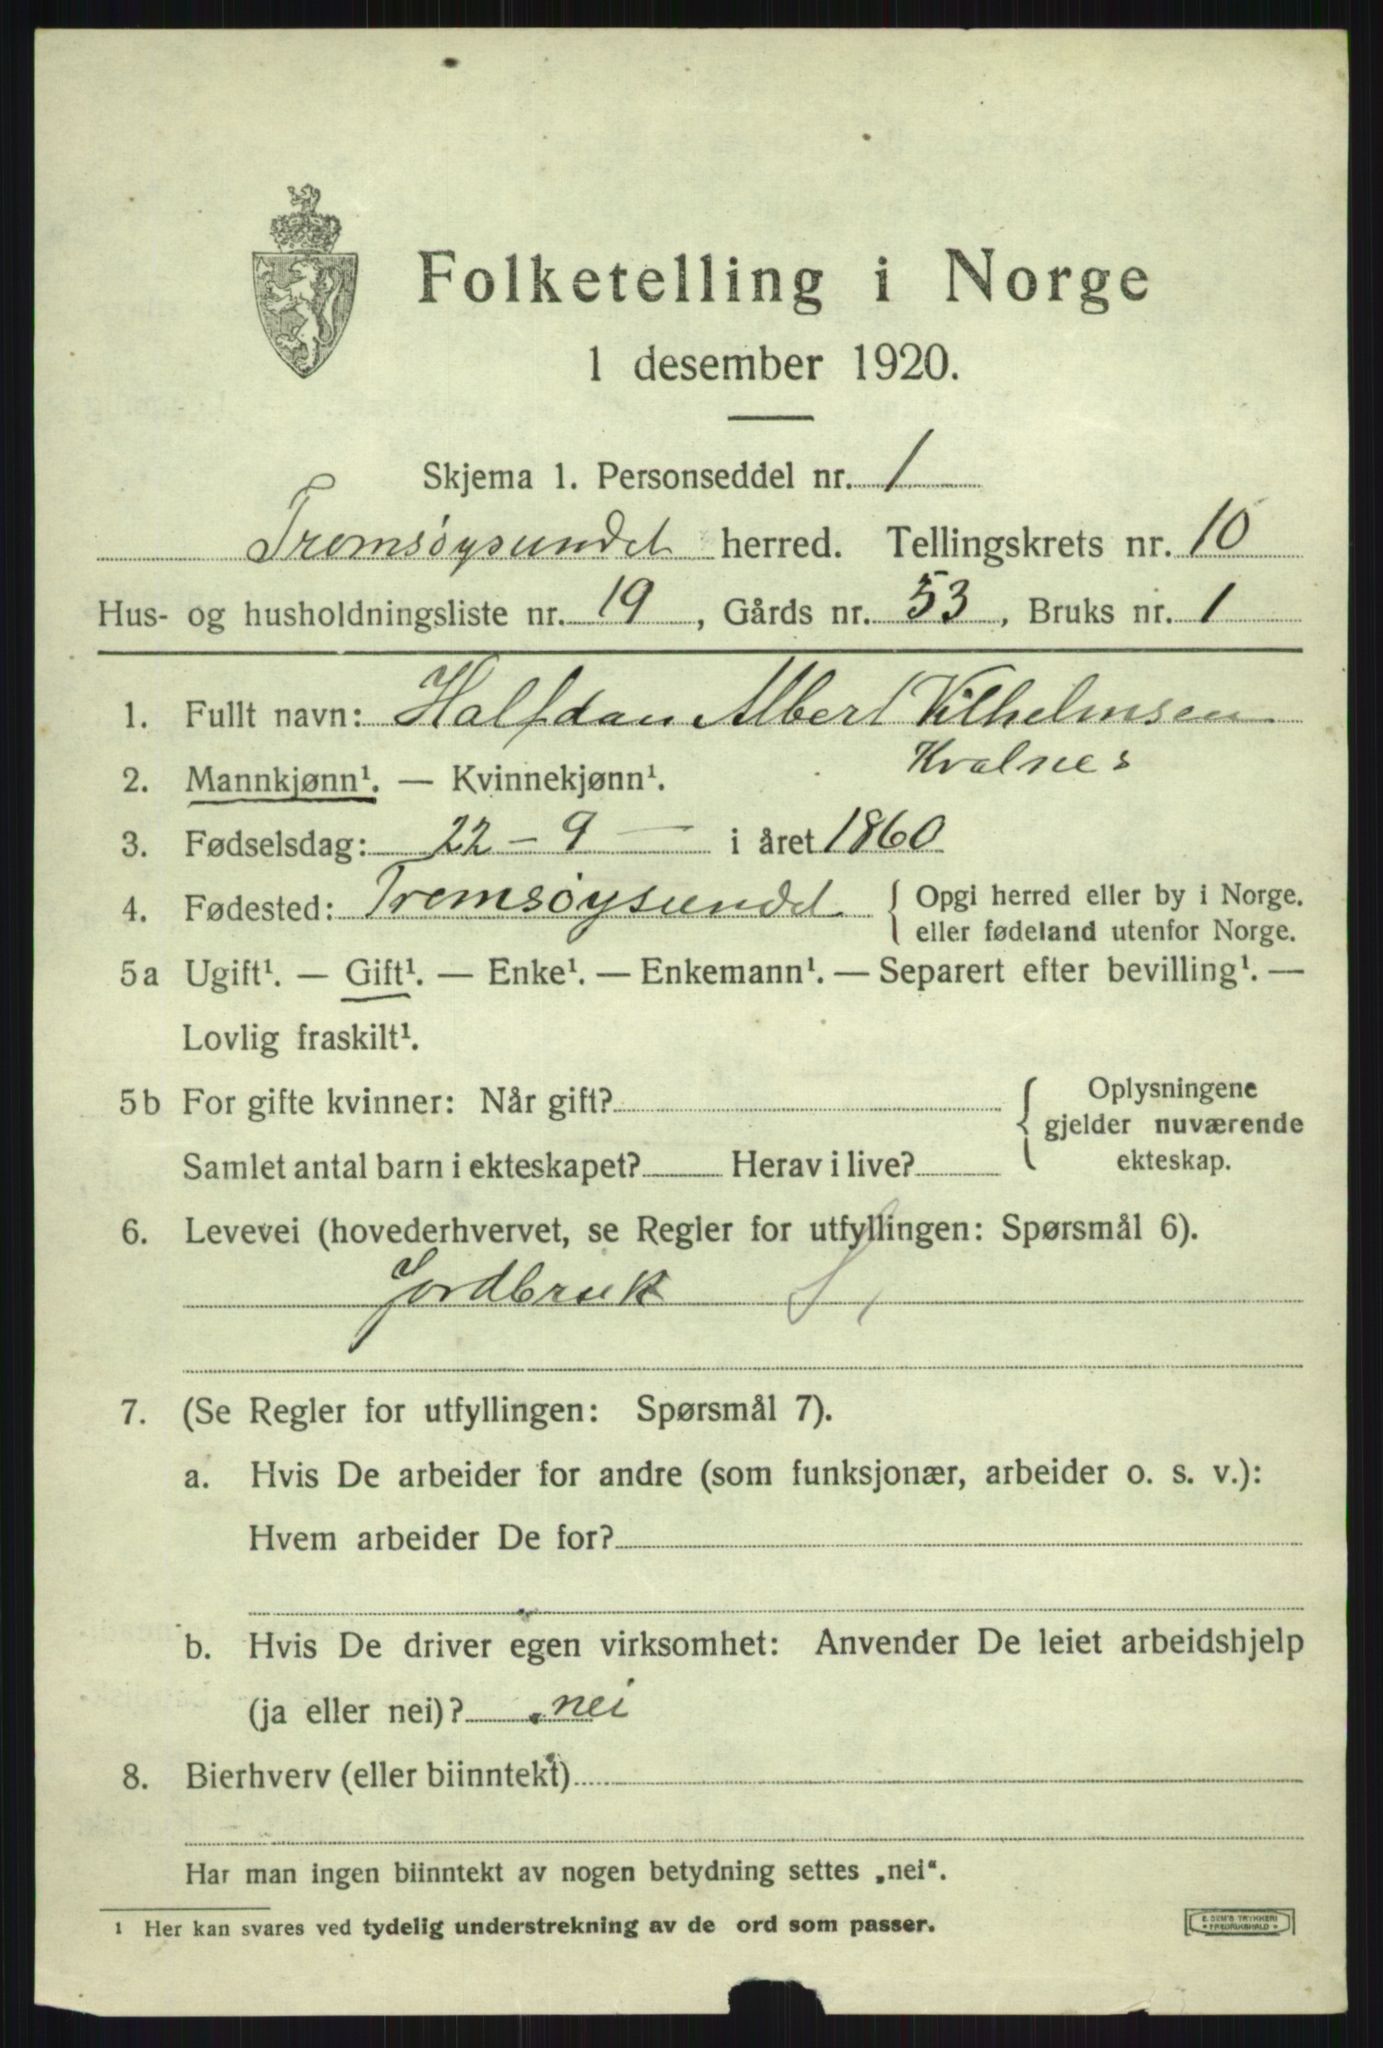 Folketelling i Norge
1 desember 1920.
Skjema 1. Personseddel nr. 1
Tromsøysundet herred. Tellingskrets nr. 10
Hus- og husholdningsliste nr. 19, Gårds nr. 53, Bruks nr. 1
1. Fullt navn: Halfdan Albert Vilhelmsen
Kvalnes
2. Mannkjønn¹. — Kvinnekjønn¹.
3. Fødselsdag: 22 - 9 — i året 1860
4. Fødested: Tromsøysundet { Opgi herred eller by i Norge.
eller fødeland utenfor Norge.
5a Ugift¹. — Gift¹. — Enke¹. — Enkemann¹. — Separert efter bevilling¹. —
Lovlig fraskilt¹.
5b For gifte kvinner: Når gift? { Oplysningene
gjelder nuværende
ekteskap.
Samlet antal barn i ekteskapet? Herav i live?
6. Levevei (hovederhvervet, se Regler for utfyllingen: Spørsmål 6).
Jordbruk
7. (Se Regler for utfyllingen: Spørsmål 7).
a. Hvis De arbeider for andre (som funksjonær, arbeider o. s. v.):
Hvem arbeider De for?
b. Hvis De driver egen virksomhet: Anvender De leiet arbeidshjelp
(ja eller nei)? nei
8. Bierhverv (eller biinntekt)
Har man ingen biinntekt av nogen betydning settes „nei“.
¹ Her kan svares ved tydelig understrekning av de ord som passer.
E. SEM'S TRYKKERI
FREDRIKSHALD